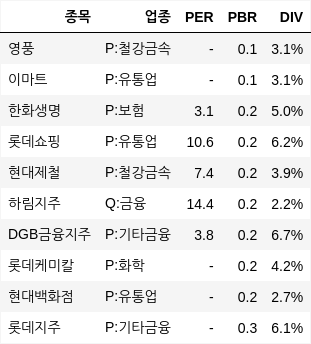 종목 업종 PER PBR DIV
영풍 P:철강금속 - 0.1 3.1%
이마트 P:유통업 - 0.1 3.1%
한화생명 P:보험 3.1 0.2 5.0%
롯데쇼핑 P:유통업 10.6 0.2 6.2%
현대제철 P:철강금속 7.4 0.2 3.9%
하림지주 Q:금융 14.4 0.2 2.2%
DGB금융지주 P:기타금융 3.8 0.2 6.7%
롯데케미칼 P:화학 - 0.2 4.2%
현대백화점 P:유통업 - 0.2 2.7%
롯데지주 P:기타금융 - 0.3 6.1%